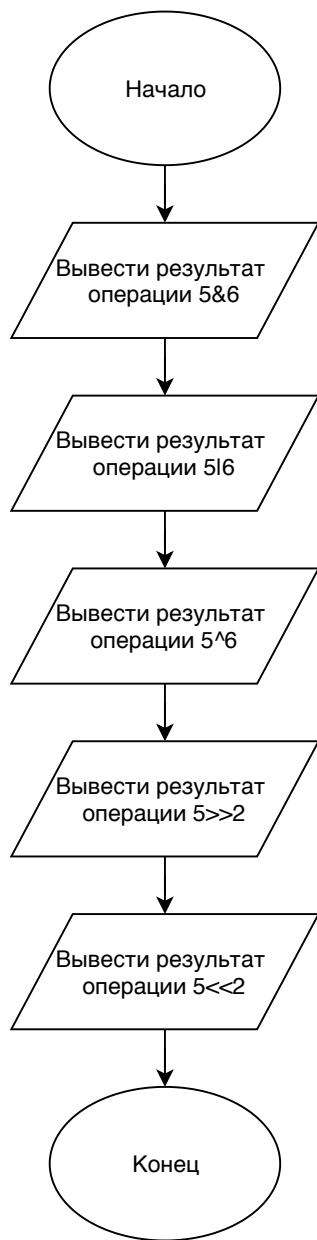 Начало
Вывести результат
операции 5&6
Вывести результат
операции 5|6
Вывести результат
операции 5^6
Вывести результат
операции 5>>2
Вывести результат
операции 5<<2
Конец